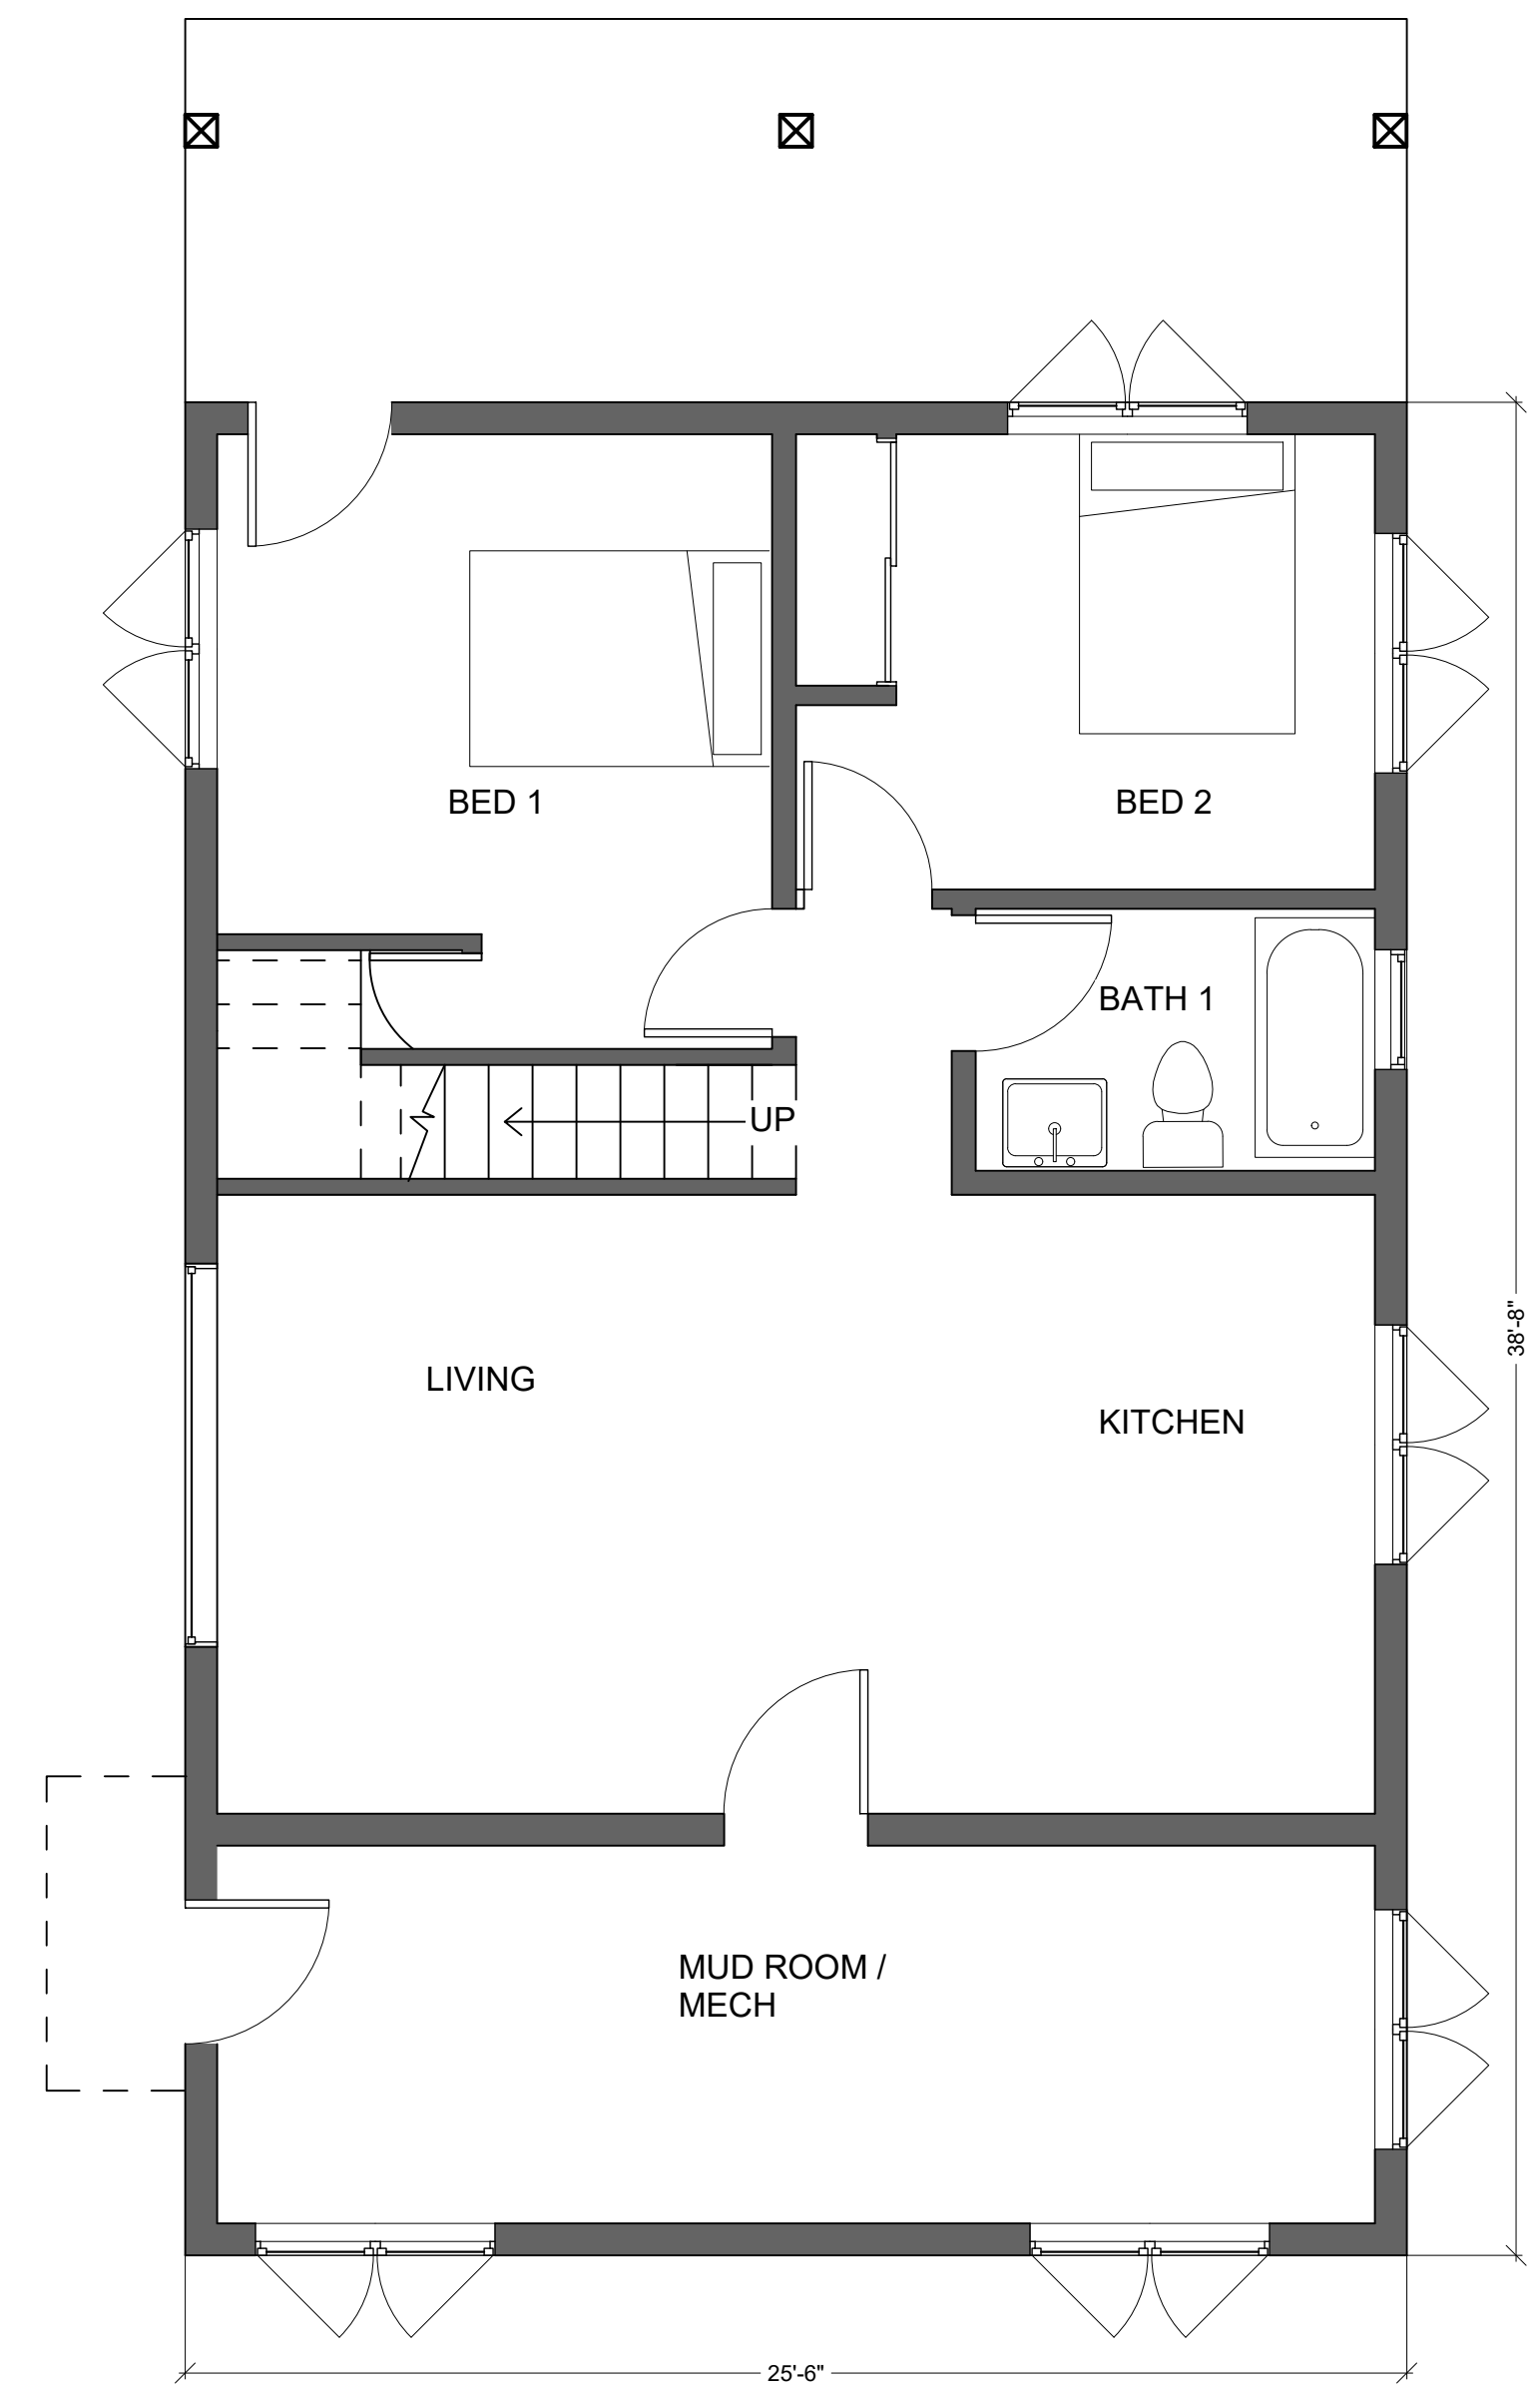 BED 1
BED 2
BATH 1
UP
38'-8"
LIVING
KITCHEN
MUD ROOM /
MECH
25'-6"